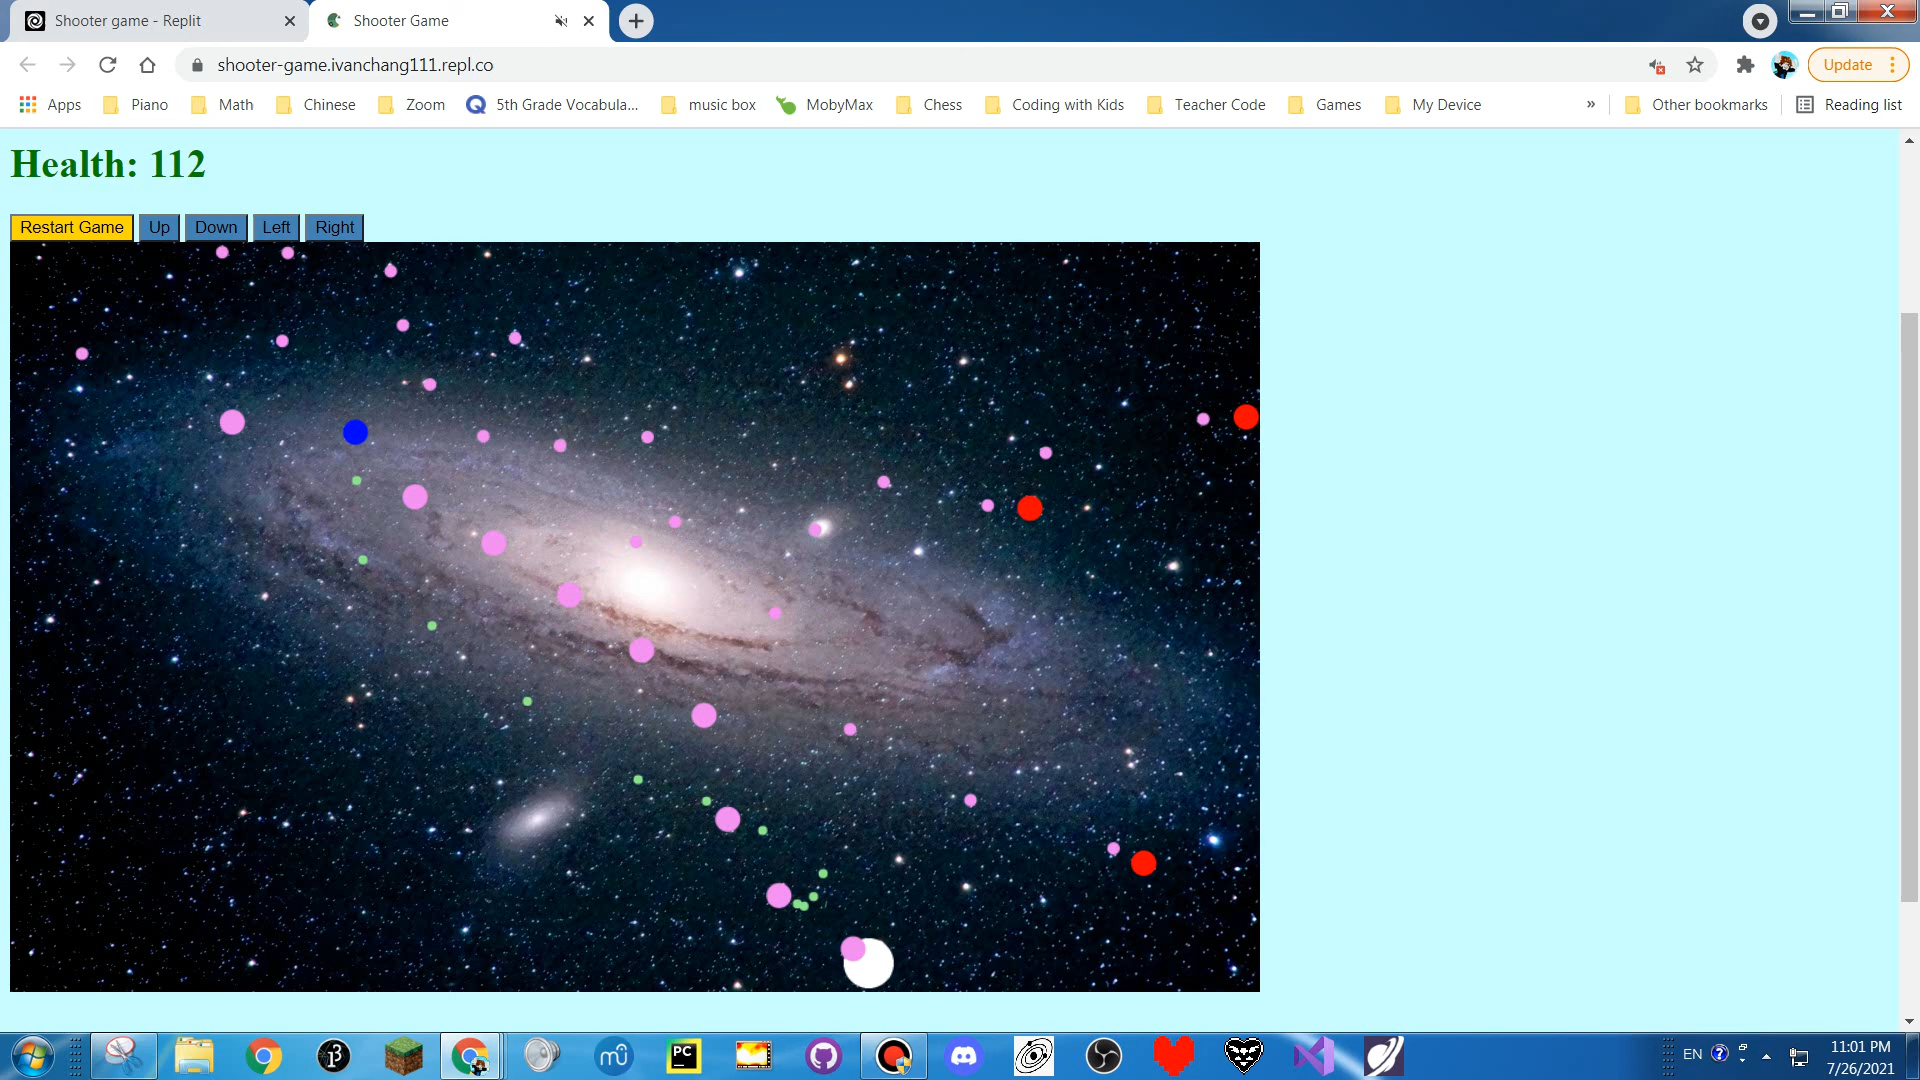 Shooter game - Replit
Shooter Game
shooter-game.ivanchang111.repl.co
Update
Apps Piano Math Chinese Zoom 5th Grade Vocabula... music box MobyMax Chess Coding with Kids Teacher Code Games My Device » Other bookmarks Reading list
Health: 112
Restart Game Up Down Left Right
EN
11:01 PM
7/26/2021
PC